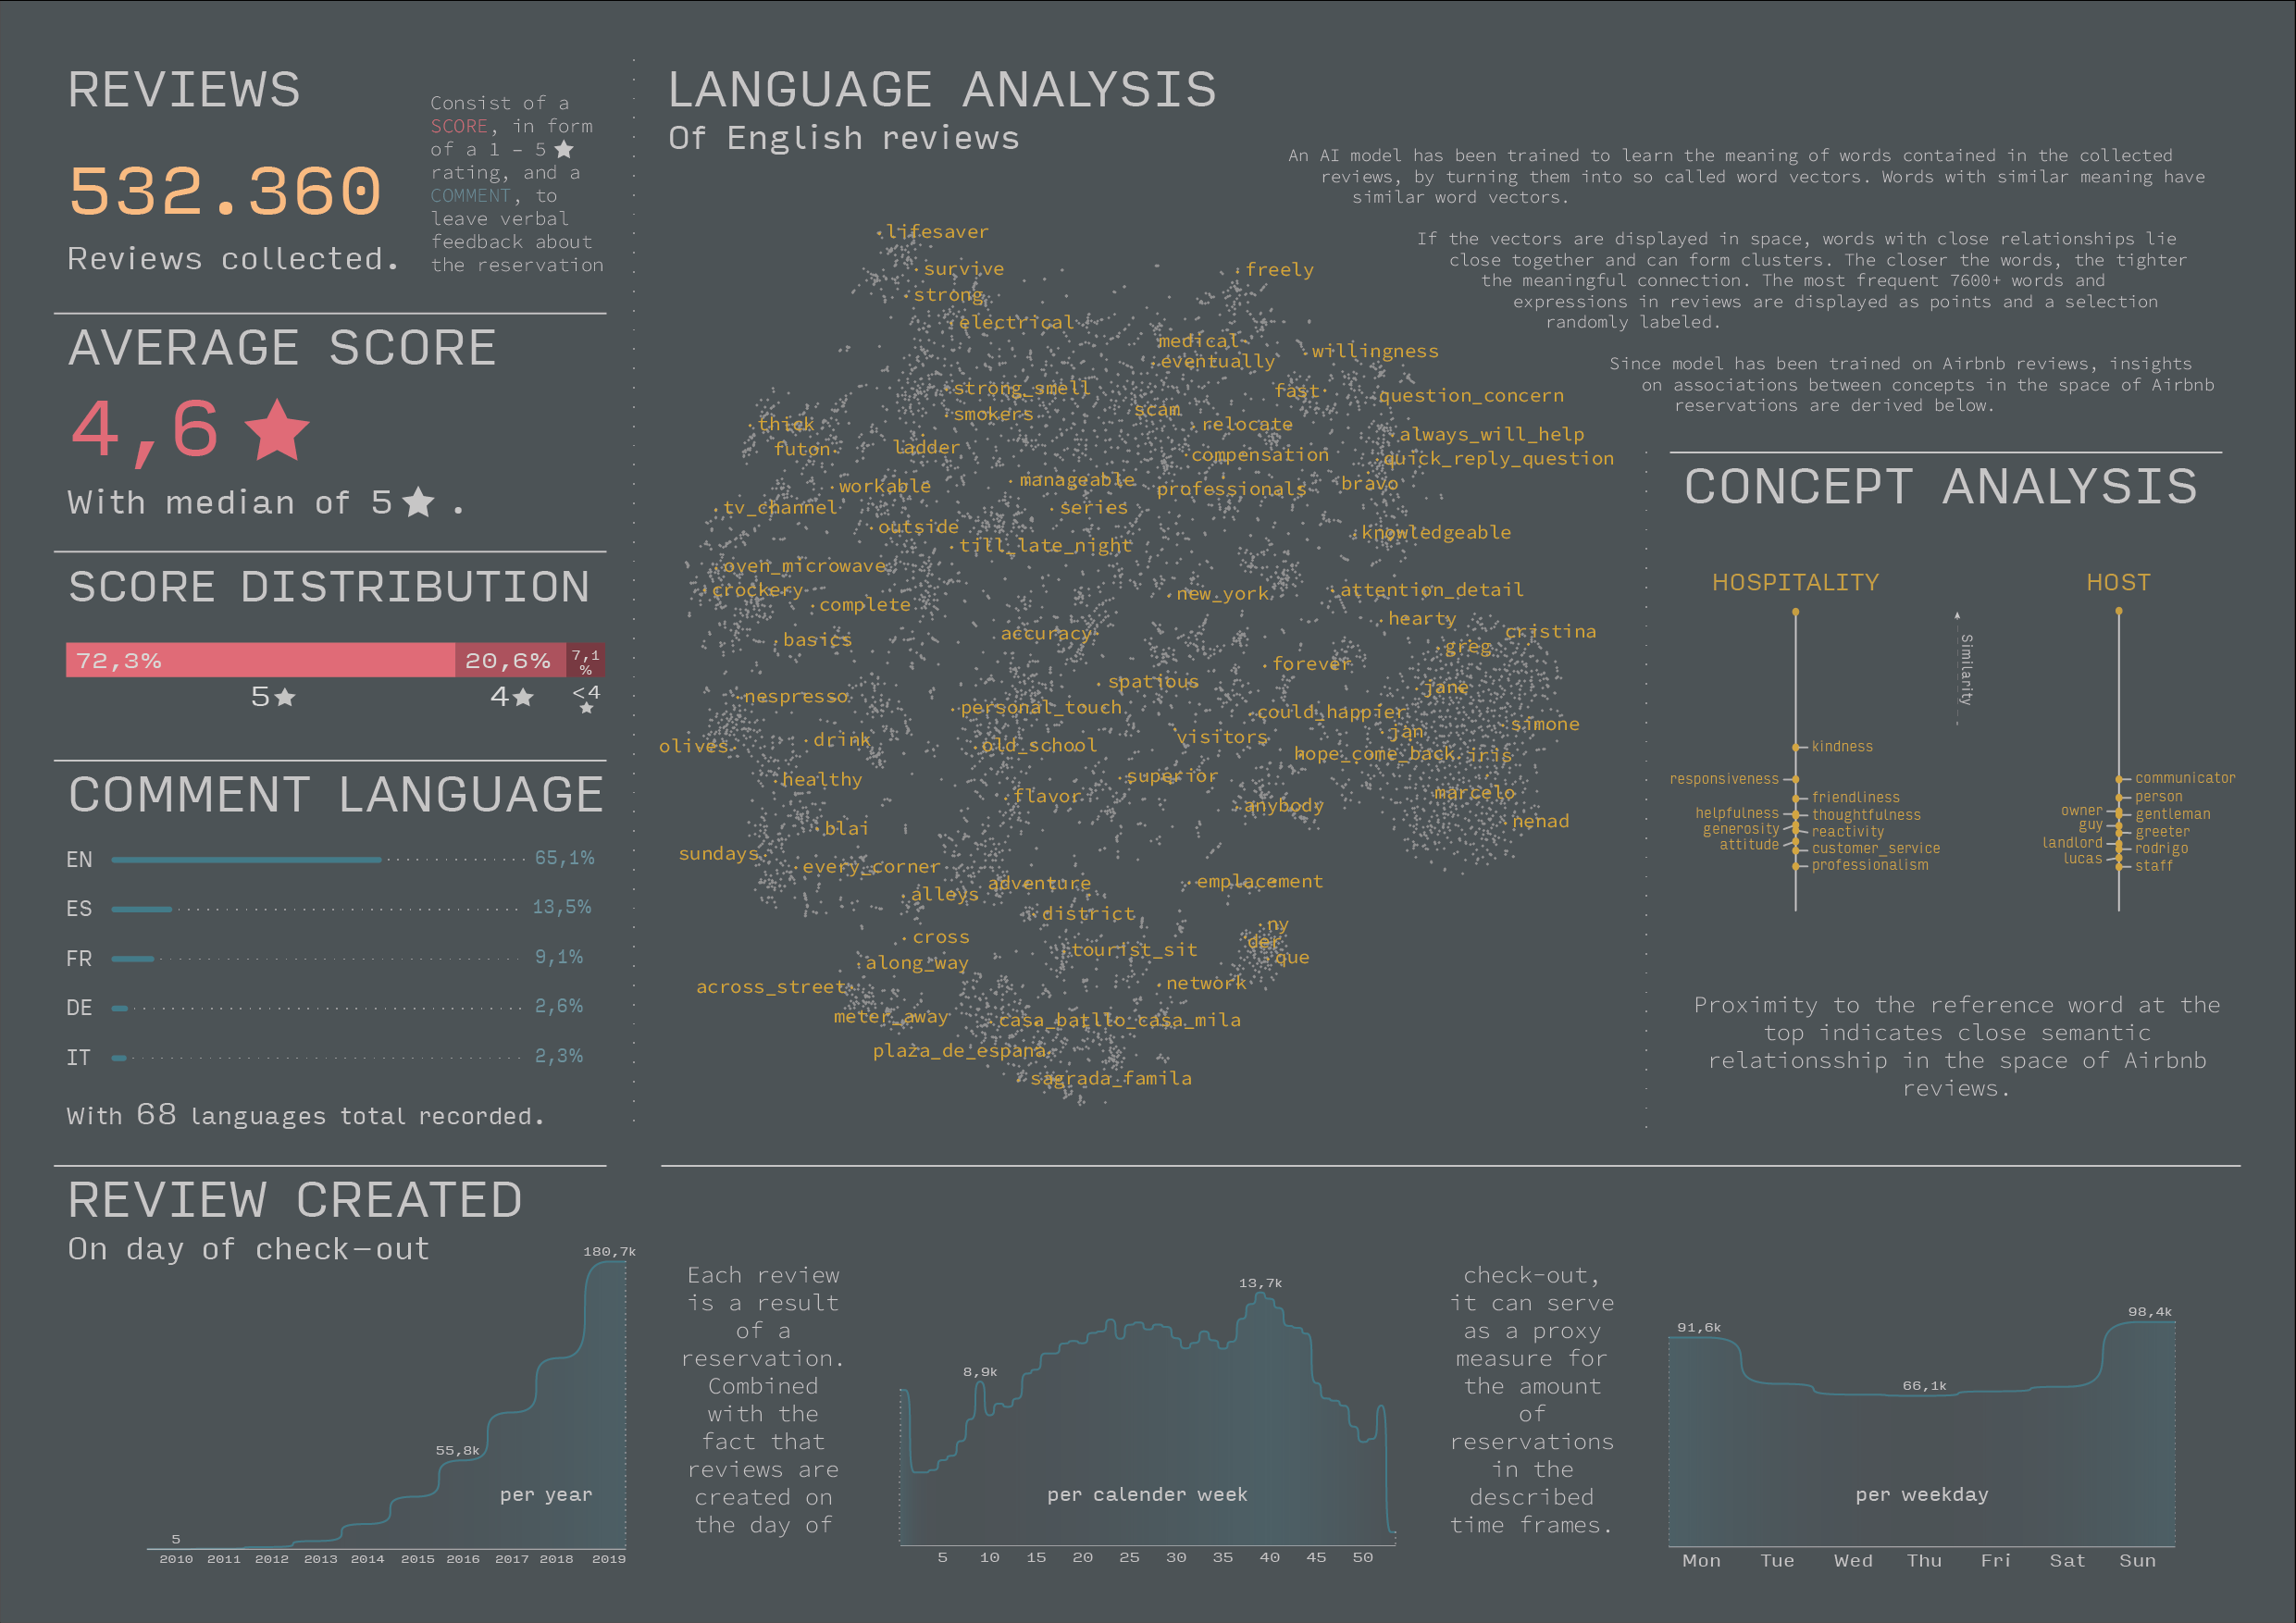 REVIEWS
532.360
Reviews collected.
Consist of a
SCORE, in form
of a 1 – 5 ★
rating, and a
COMMENT, to
leave verbal
feedback about
the reservation
AVERAGE SCORE
4,6 ★
With median of 5 ★ .
SCORE DISTRIBUTION
72,3%
20,6%
7,1
%
5 ★
4 ★
<4
★
COMMENT LANGUAGE
EN 65,1%
ES 13,5%
FR 9,1%
DE 2,6%
IT 2,3%
With 68 languages total recorded.
LANGUAGE ANALYSIS
Of English reviews
An AI model has been trained to learn the meaning of words contained in the collected
reviews, by turning them into so called word vectors. Words with similar meaning have
similar word vectors.
If the vectors are displayed in space, words with close relationships lie
close together and can form clusters. The closer the words, the tighter
the meaningful connection. The most frequent 7600+ words and
expressions in reviews are displayed as points and a selection
randomly labeled.
Since model has been trained on Airbnb reviews, insights
on associations between concepts in the space of Airbnb
reservations are derived below.
lifesaver
survive
freely
strong
electrical
medical
willingness
eventually
strong_smell
fast
question_concern
smokers
scam
thick
relocate
always_will_help
futon
ladder
compensation
quick_reply_question
workable
manageable
professionals
bravo
tv_channel
series
outside
knowledgeable
till_late_night
oven_microwave
crockery
new_york
attention_detail
complete
hearty
basics
accuracy
cristina
greg
forever
spatious
jane
nespresso
personal_touch
could_happier
simone
olives
drink
old_school
visitors
jan
hope_come_back
iris
healthy
superior
flavor
anybody
marcelo
blai
nenad
sundays
every_corner
adventure
emplacement
alleys
district
ny
cross
der
tourist_sit
que
along_way
across_street
network
meter_away
casa_batllo_casa_mila
plaza_de_espana
sagrada_famila
CONCEPT ANALYSIS
HOSPITALITY
kindness
responsiveness
friendliness
helpfulness
thoughtfulness
generosity
reactivity
attitude
customer_service
professionalism
Similarity
HOST
communicator
person
owner
gentleman
guy
greeter
landlord
rodrigo
lucas
staff
Proximity to the reference word at the
top indicates close semantic
relationsship in the space of Airbnb
reviews.
REVIEW CREATED
On day of check–out
180,7k
55,8k
5
per year
2010 2011 2012 2013 2014 2015 2016 2017 2018 2019
Each review
is a result
of a
reservation.
Combined
with the
fact that
reviews are
created on
the day of
13,7k
8,9k
per calender week
5 10 15 20 25 30 35 40 45 50
check–out,
it can serve
as a proxy
measure for
the amount
of
reservations
in the
described
time frames.
91,6k
66,1k
98,4k
per weekday
Mon Tue Wed Thu Fri Sat Sun